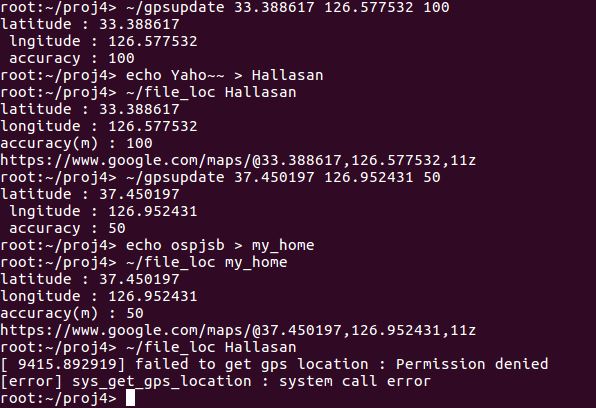 root:~/proj4> ~/gpsupdate 33.388617 126.577532 100
latitude : 33.388617
 lngitude : 126.577532
 accuracy : 100
root:~/proj4> echo Yaho~~ > Hallasan
root:~/proj4> ~/file_loc Hallasan
latitude : 33.388617
longitude : 126.577532
accuracy(m) : 100
https://www.google.com/maps/@33.388617,126.577532,11z
root:~/proj4> ~/gpsupdate 37.450197 126.952431 50
latitude : 37.450197
 lngitude : 126.952431
 accuracy : 50
root:~/proj4> echo ospjsb > my_home
root:~/proj4> ~/file_loc my_home
latitude : 37.450197
longitude : 126.952431
accuracy(m) : 50
https://www.google.com/maps/@37.450197,126.952431,11z
root:~/proj4> ~/file_loc Hallasan
[ 9415.892919] failed to get gps location : Permission denied
[error] sys_get_gps_location : system call error
root:~/proj4>